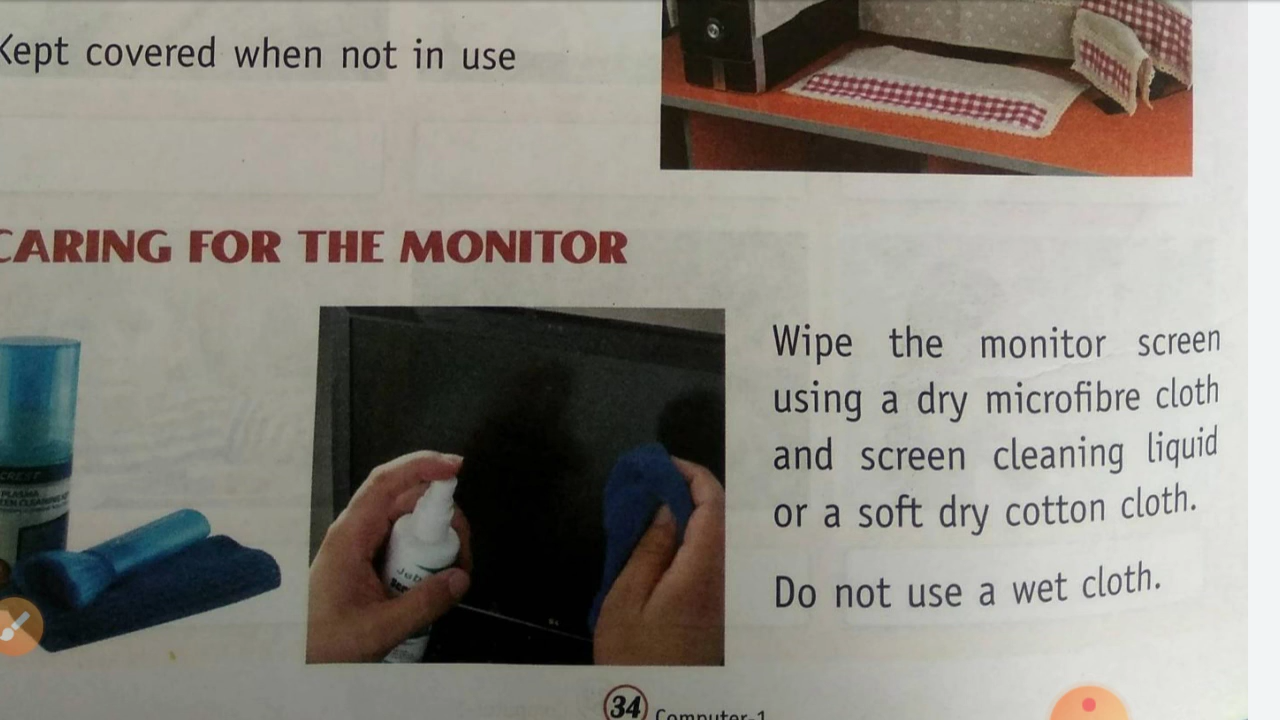 Kept covered when not in use
CARING FOR THE MONITOR
Wipe the monitor screen
using a dry microfibre cloth
and screen cleaning liquid
or a soft dry cotton cloth.
Do not use a wet cloth.
PLASMA
34 Computer-1